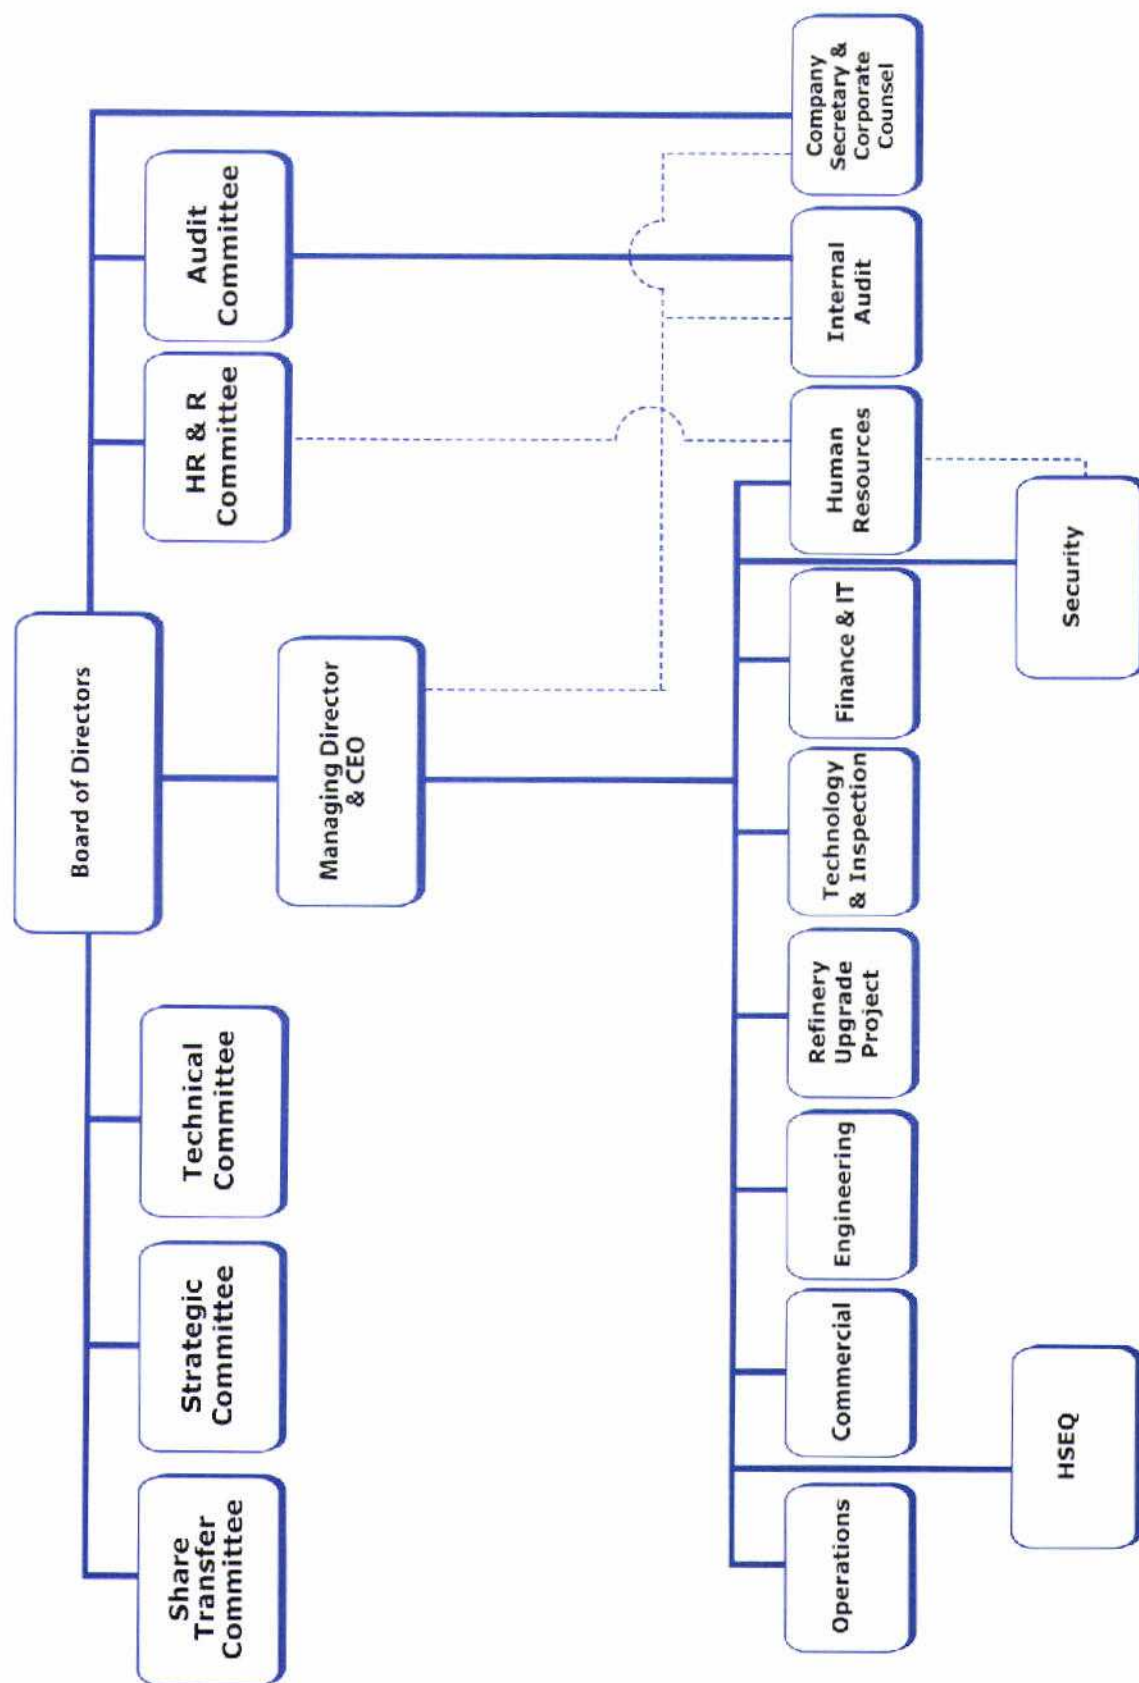 Board of Directors
Share
Transfer
Committee
Strategic
Committee
Technical
Committee
HR & R
Committee
Audit
Committee
Managing Director
& CEO
Operations
Commercial
Engineering
Refinery
Upgrade
Project
Technology
& Inspection
Finance & IT
Human
Resources
Internal
Audit
Company
Secretary &
Corporate
Counsel
HSEQ
Security